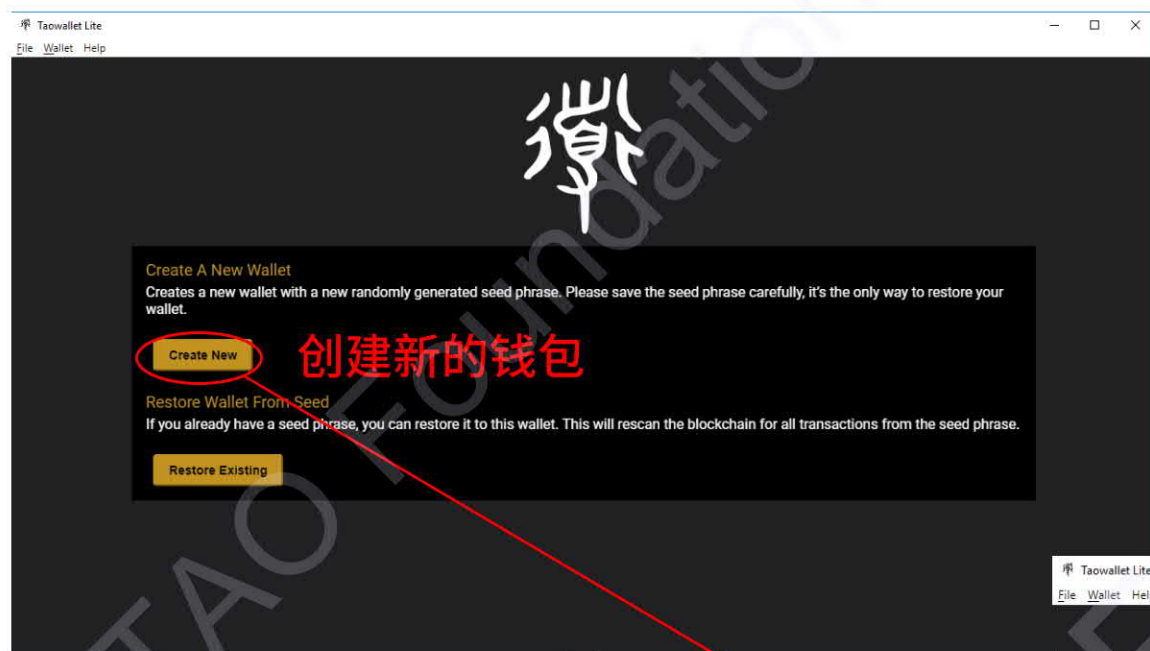 Taowallet Lite
File Wallet Help
Create A New Wallet
Creates a new wallet with a new randomly generated seed phrase. Please save the seed phrase carefully, it's the only way to restore your
wallet.
Create New
创建新的钱包
Restore Wallet From Seed
If you already have a seed phrase, you can restore it to this wallet. This will rescan the blockchain for all transactions from the seed phrase.
Restore Existing
Taowallet Lite
File Wallet Hel
TAO Foundation